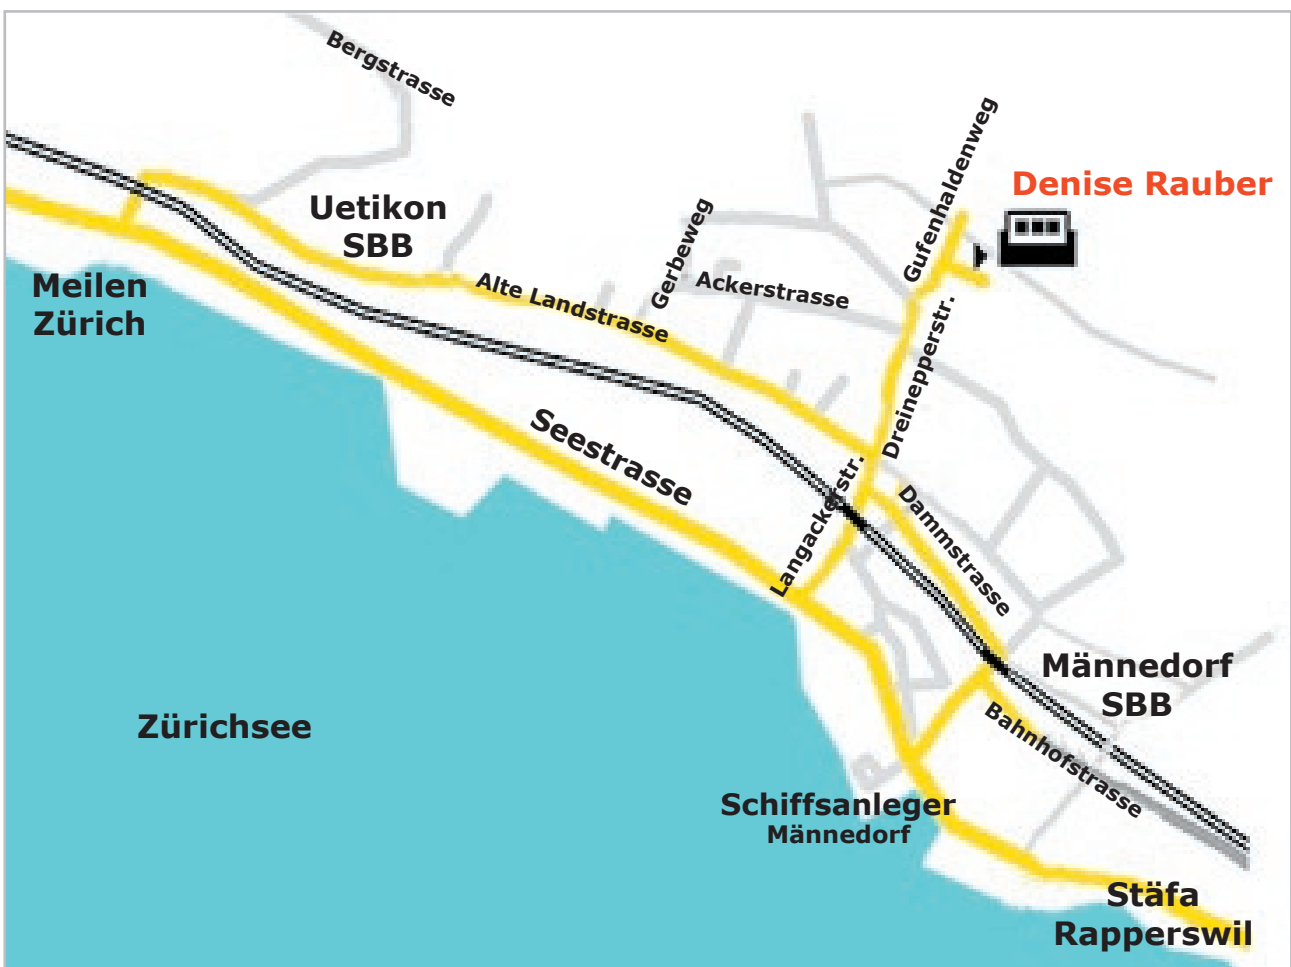 Bergstrasse
Gufenhaldenweg
Denise Rauber
Uetikon
SBB
Gerbeweg
Meilen
Zürich
Ackerstrasse
Alte Landstrasse
Dreinepperstr.
Seestrasse
Langackerstr.
Dammstrasse
Männedorf
SBB
Zürichsee
Bahnhofstrasse
Schiffsanleger
Männedorf
Stäfa
Rapperswil